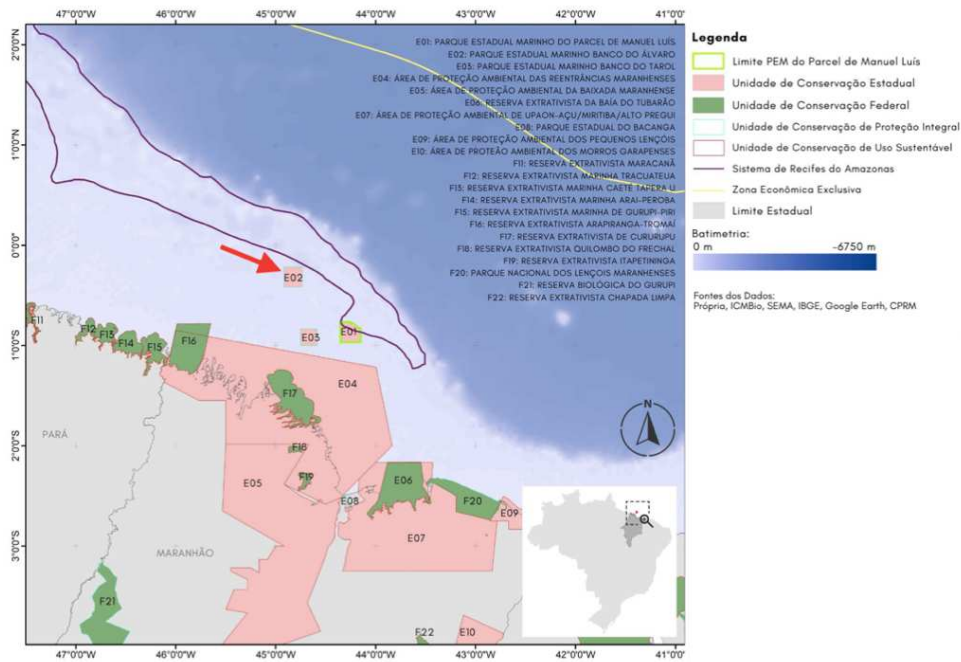 47°0'W 46°0'W 45°0'W 44°0'W 43°0'W 42°0'W 41°0'W
2°0'N
1°0'N
0°0'0
1°0'S
2°0'S
3°0'S
E01: PARQUE ESTADUAL MARINHO DO PARCEL DE MANUEL LUÍS
E02: PARQUE ESTADUAL MARINHO BANCO DO ÁLVARO
E03: PARQUE ESTADUAL MARINHO BANCO DO TAROL
E04: ÁREA DE PROTEÇÃO AMBIENTAL DAS REENTRÂNCIAS MARANHENSES
E05: ÁREA DE PROTEÇÃO AMBIENTAL DA BAIXADA MARANHENSE
E06: RESERVA EXTRATIVISTA DA BAÍA DO TUBARÃO
E07: ÁREA DE PROTEÇÃO AMBIENTAL DE UPAON-AÇU/MIRITIBA/ALTO PREGUI
E08: PARQUE ESTADUAL DO BACANGA
E09: ÁREA DE PROTEÇÃO AMBIENTAL DOS PEQUENOS LENÇÓIS
E10: ÁREA DE PROTEÃO AMBIENTAL DOS MORROS GARAPENSES
F11: RESERVA EXTRATIVISTA MARACANÃ
F12: RESERVA EXTRATIVISTA MARINHA TRACUATEUA
F13: RESERVA EXTRATIVISTA MARINHA CAETÉ TAPERA U
F14: RESERVA EXTRATIVISTA MARINHA ARAI-PEROBA
F15: RESERVA EXTRATIVISTA MARINHA DE GURUPI-PIRI
F16: RESERVA EXTRATIVISTA ARAPIRANGA-TROMAÍ
F17: RESERVA EXTRATIVISTA DE CURURUPU
F18: RESERVA EXTRATIVISTA QUILOMBO DO FRECHAL
F19: RESERVA EXTRATIVISTA ITAPETININGA
F20: PARQUE NACIONAL DOS LENÇOIS MARANHENSES
F21: RESERVA BIOLÓGICA DO GURUPI
F22: RESERVA EXTRATIVISTA CHAPADA LIMPA
E02
E01
E03
F11
F12
F13
F14
F15
F16
E04
F17
PARÁ
F18
F19
E05
E08
E06
F20
E09
E07
MARANHÃO
F21
F22
E10
N
47°0'W 46°0'W 45°0'W 44°0'W 43°0'W 42°0'W 41°0'W
Legenda
Limite PEM do Parcel de Manuel Luís
Unidade de Conservação Estadual
Unidade de Conservação Federal
Unidade de Conservação de Proteção Integral
Unidade de Conservação de Uso Sustentável
Sistema de Recifes do Amazonas
Zona Econômica Exclusiva
Limite Estadual
Batimetria:
0 m -6750 m
Fontes dos Dados:
Própria, ICMBio, SEMA, IBGE, Google Earth, CPRM